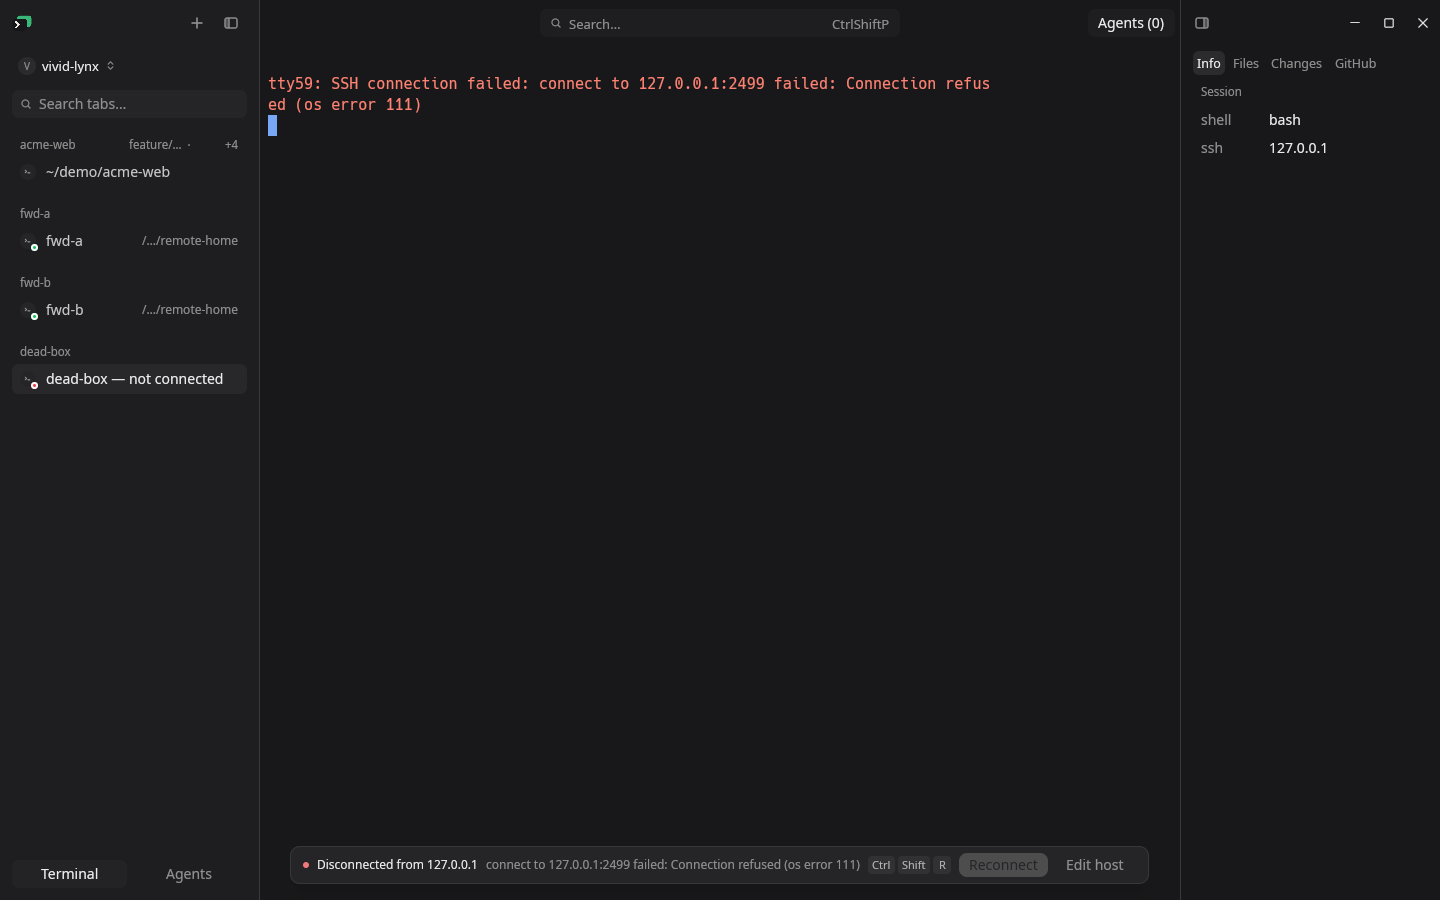 Search...
CtrlShiftP
Agents (0)
V vivid-lynx
Search tabs...
acme-web feature/... · +4
~/demo/acme-web
fwd-a
fwd-a /.../remote-home
fwd-b
fwd-b /.../remote-home
dead-box
dead-box — not connected
Terminal
Agents
tty59: SSH connection failed: connect to 127.0.0.1:2499 failed: Connection refus
ed (os error 111)
Disconnected from 127.0.0.1 connect to 127.0.0.1:2499 failed: Connection refused (os error 111) Ctrl Shift R Reconnect Edit host
Info Files Changes GitHub
Session
shell bash
ssh 127.0.0.1